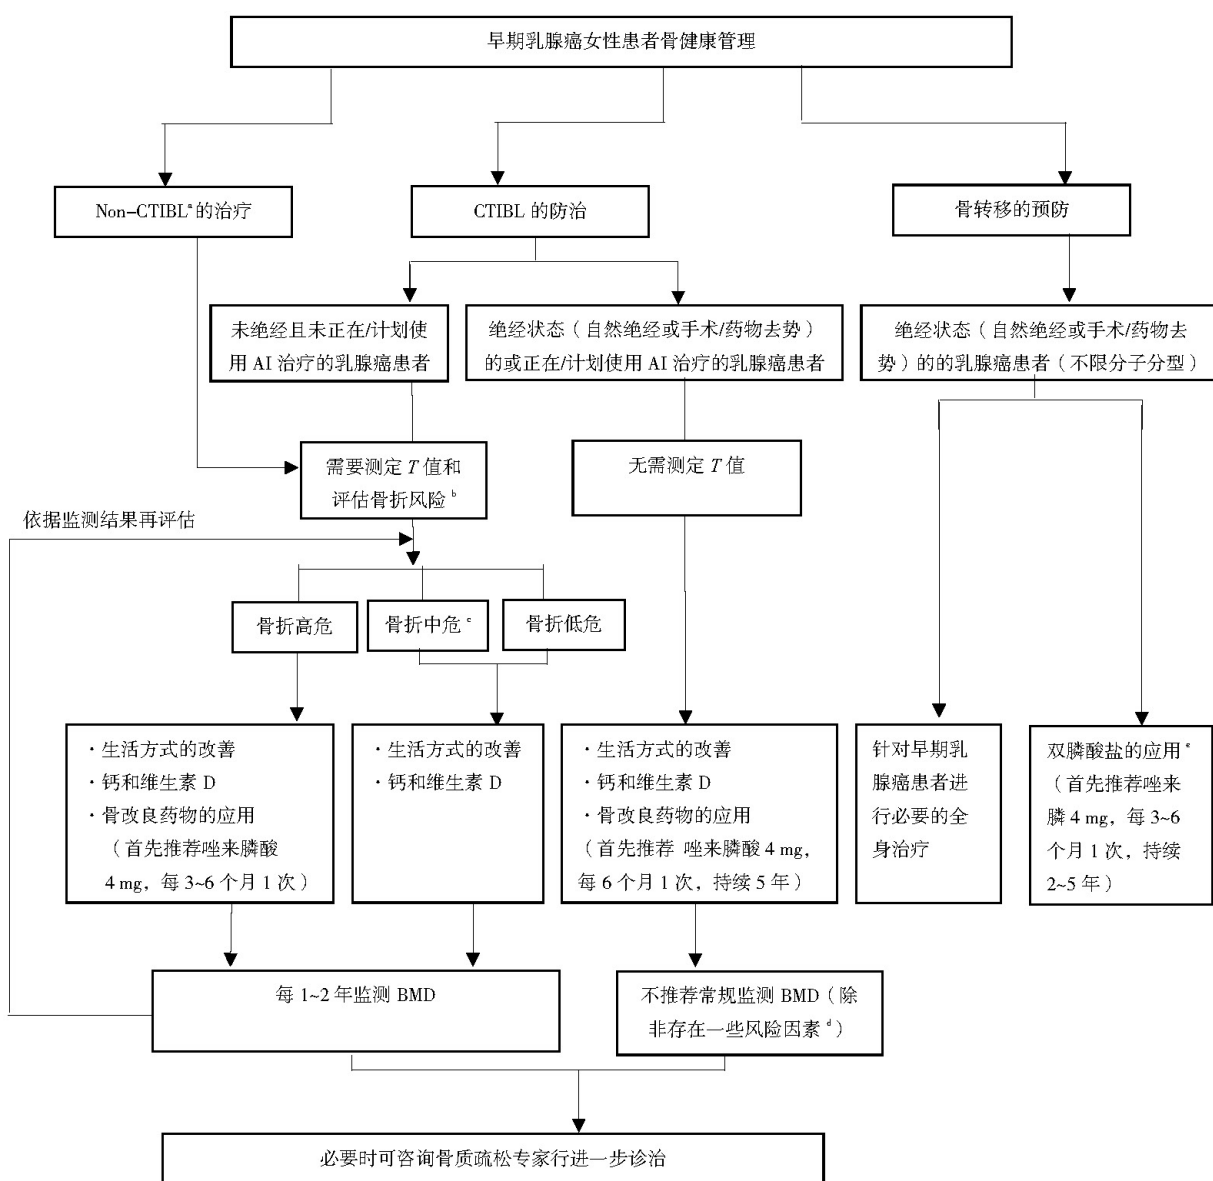 早期乳腺癌女性患者骨健康管理
Non-CTIBLª的治疗
CTIBL 的防治
骨转移的预防
未绝经且未正在/计划使
用 AI 治疗的乳腺癌患者
绝经状态（自然绝经或手术/药物去势）
的或正在/计划使用 AI 治疗的乳腺癌患者
绝经状态（自然绝经或手术/药物去
势）的的乳腺癌患者（不限分子分型）
需要测定 T 值和
评估骨折风险 b
无需测定 T 值
依据监测结果再评估
骨折高危
骨折中危 c
骨折低危
·生活方式的改善
·钙和维生素 D
·骨改良药物的应用
（首先推荐唑来膦酸
4 mg，每 3~6 个月 1 次）
·生活方式的改善
·钙和维生素 D
·生活方式的改善
·钙和维生素 D
·骨改良药物的应用
（首先推荐 唑来膦酸 4 mg，
每 6 个月 1 次，持续 5 年）
针对早期乳
腺癌患者进
行必要的全
身治疗
双膦酸盐的应用 e
（首先推荐唑来
膦 4 mg，每 3~6
个月 1 次，持续
2~5 年）
每 1~2 年监测 BMD
不推荐常规监测 BMD（除
非存在一些风险因素 d）
必要时可咨询骨质疏松专家行进一步诊治